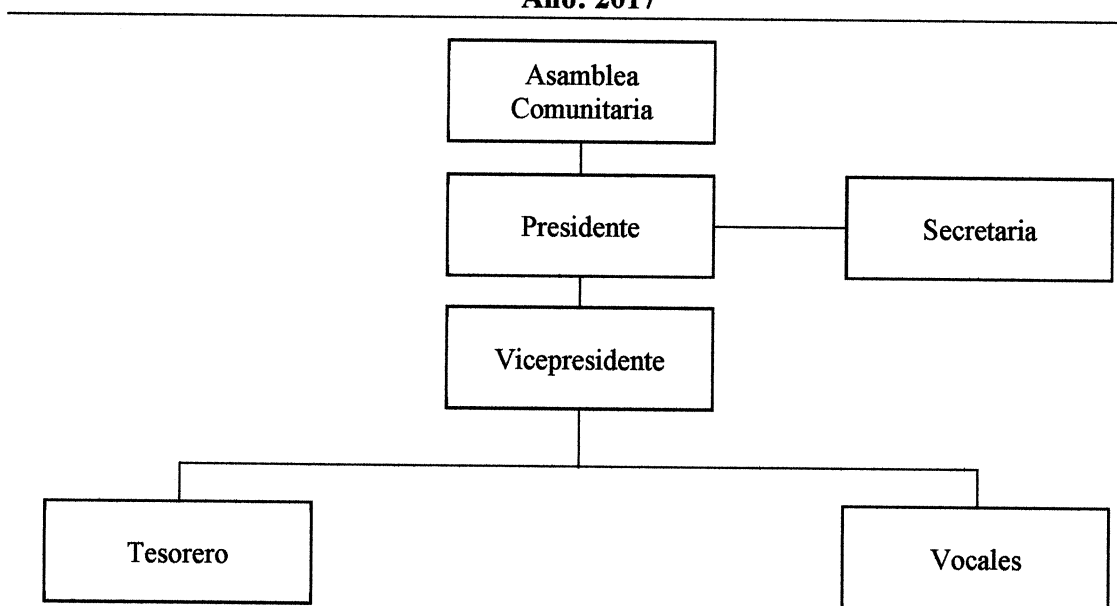 Año: 2017
Asamblea
Comunitaria
Presidente
Secretaria
Vicepresidente
Tesorero
Vocales